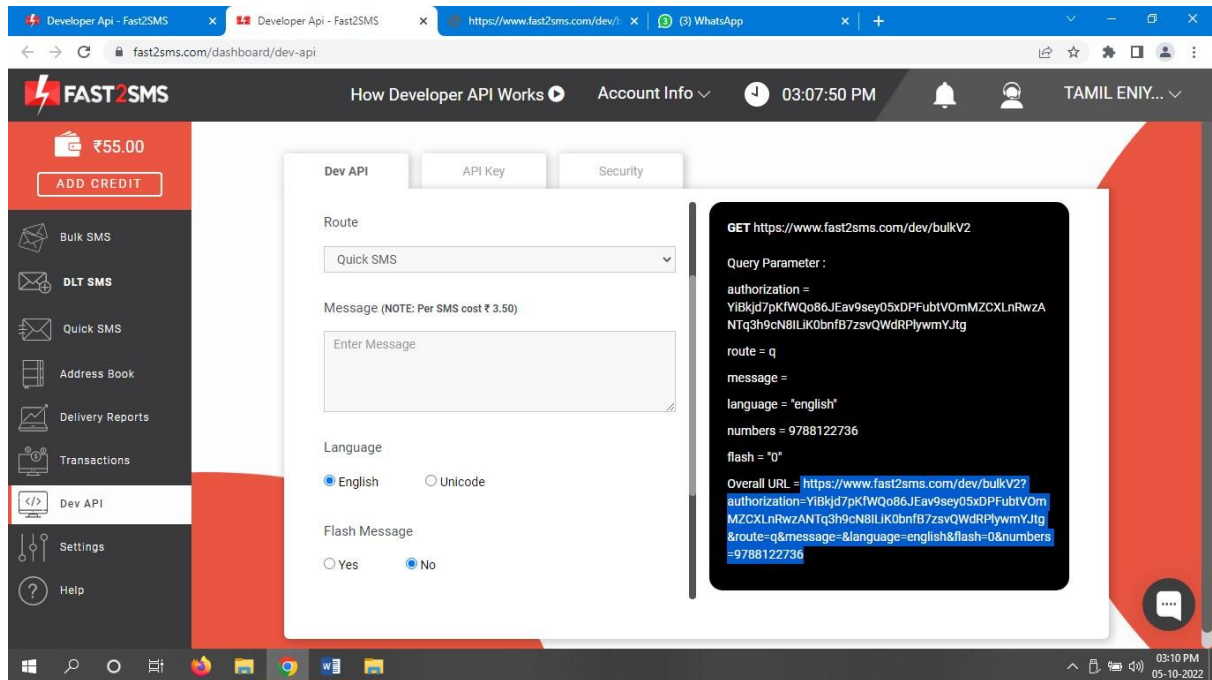 Developer Api - Fast2SMS
Developer Api - Fast2SMS
https://www.fast2sms.com/dev/b
(3) WhatsApp
fast2sms.com/dashboard/dev-api
FAST2SMS
How Developer API Works
Account Info
03:07:50 PM
TAMIL ENIY...
₹55.00
ADD CREDIT
Bulk SMS
DLT SMS
Quick SMS
Address Book
Delivery Reports
Transactions
Dev API
Settings
Help
Dev API
API Key
Security
Route
Quick SMS
Message (NOTE: Per SMS cost ₹ 3.50)
Enter Message
Language
English
Unicode
Flash Message
Yes
No
GET https://www.fast2sms.com/dev/bulkV2
Query Parameter :
authorization =
YiBkjd7pKfWQo86JEav9sey05xDPFubtVOmMZCXLnRwzA
NTq3h9cN8ILiK0bnfB7zsvQWdRPlywmYJtg
route = q
message =
language = "english"
numbers = 9788122736
flash = "0"
Overall URL = https://www.fast2sms.com/dev/bulkV2?
authorization=YiBkjd7pKfWQo86JEav9sey05xDPFubtVOm
MZCXLnRwzANTq3h9cN8ILiK0bnfB7zsvQWdRPlywmYJtg
&route=q&message=&language=english&flash=0&numbers
=9788122736
03:10 PM
05-10-2022